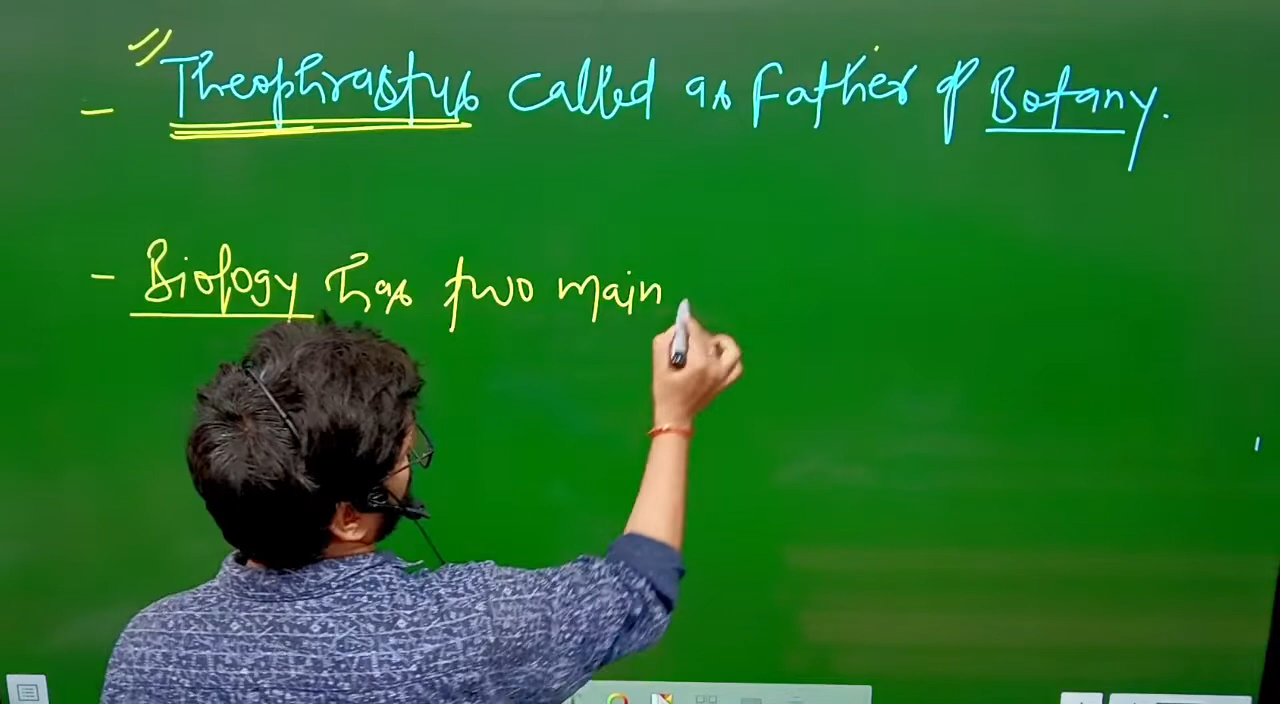 - Theophrastus called as Father of Botany.
- Biology has two main